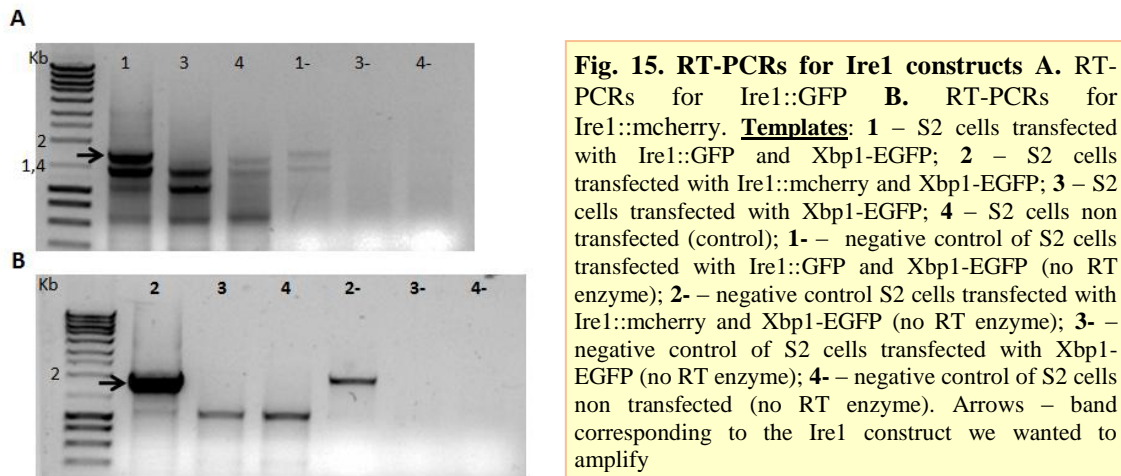 A
Kb 1 3 4 1- 3- 4-
2
1,4
B
Kb 2 3 4 2- 3- 4-
2
Fig. 15. RT-PCRs for Ire1 constructs A. RT-
PCRs for Ire1::GFP B. RT-PCRs for
Ire1::mcherry. Templates: 1 – S2 cells transfected
with Ire1::GFP and Xbp1-EGFP; 2 – S2 cells
transfected with Ire1::mcherry and Xbp1-EGFP; 3 – S2
cells transfected with Xbp1-EGFP; 4 – S2 cells non
transfected (control); 1- – negative control of S2 cells
transfected with Ire1::GFP and Xbp1-EGFP (no RT
enzyme); 2- – negative control S2 cells transfected with
Ire1::mcherry and Xbp1-EGFP (no RT enzyme); 3- –
negative control of S2 cells transfected with Xbp1-
EGFP (no RT enzyme); 4- – negative control of S2 cells
non transfected (no RT enzyme). Arrows – band
corresponding to the Ire1 construct we wanted to
amplify